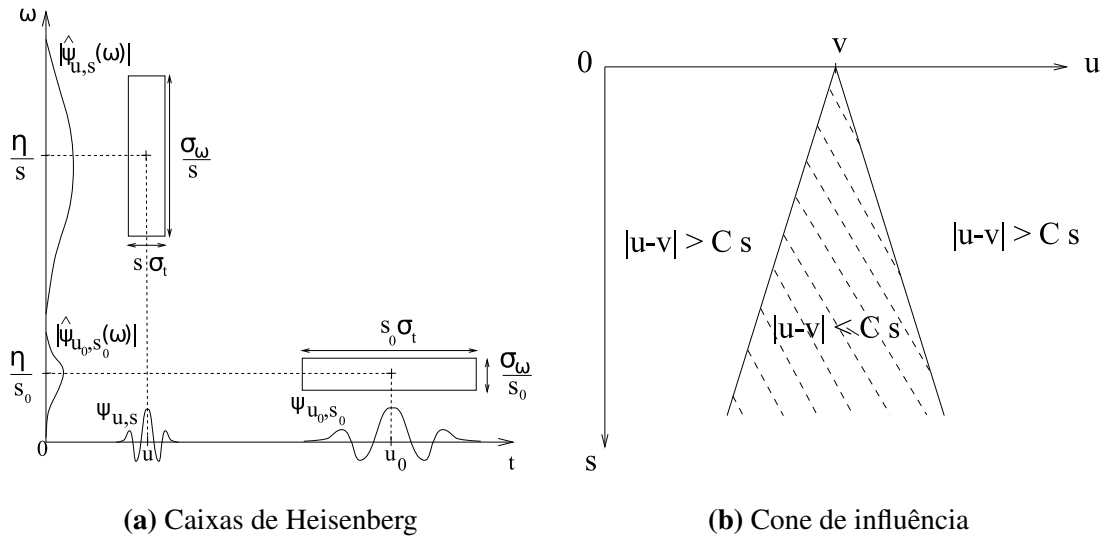 ω
|ψ̂u,s(ω)|
η/s
σω/s
s σt
|ψ̂u₀,s₀(ω)|
η/s₀
s₀σt
σω/s₀
ψu,s
ψu₀,s₀
0
u
u₀
t
(a) Caixas de Heisenberg
v
0
u
|u-v| > C s
|u-v| > C s
|u-v| ≤ C s
s
(b) Cone de influência